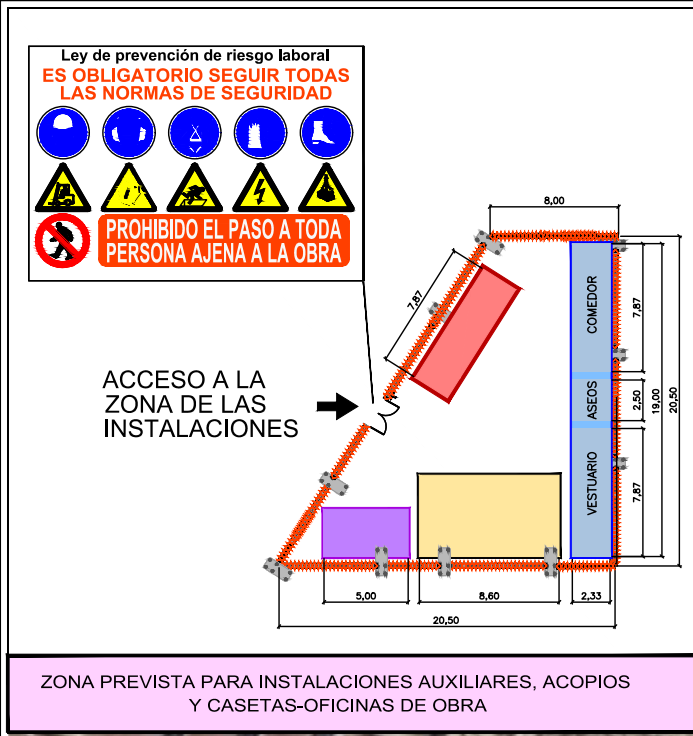 Ley de prevención de riesgo laboral
ES OBLIGATORIO SEGUIR TODAS
LAS NORMAS DE SEGURIDAD
PROHIBIDO EL PASO A TODA
PERSONA AJENA A LA OBRA
8,00
7,87
COMEDOR
7,87
ASEOS
2,50
19,00
20,50
VESTUARIO
7,87
ACCESO A LA
ZONA DE LAS
INSTALACIONES
5,00
8,60
2,33
20,50
ZONA PREVISTA PARA INSTALACIONES AUXILIARES, ACOPIOS
Y CASETAS-OFICINAS DE OBRA